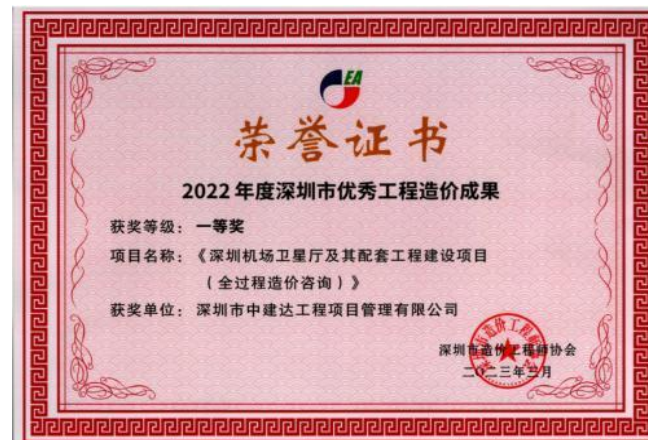 EA
荣誉证书
2022年度深圳市优秀工程造价成果
获奖等级：一等奖
项目名称：《深圳机场卫星厅及其配套工程建设项目
（全过程造价咨询）》
获奖单位：深圳市中建达工程项目管理有限公司
深圳市造价工程师协会
二〇二三年三月